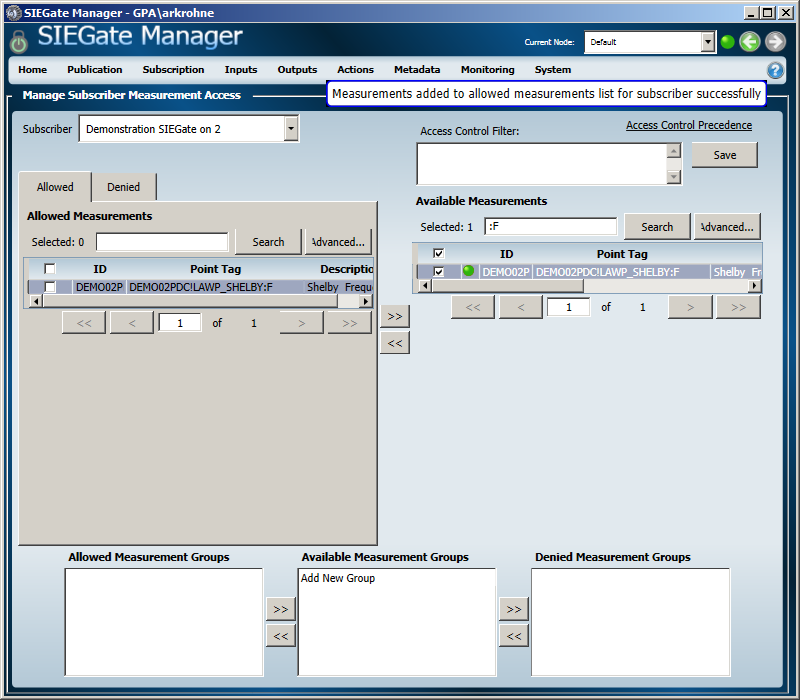 SIEGate Manager - GPA\arkrohne
SIEGate Manager
Current Node: Default
Home Publication Subscription Inputs Outputs Actions Metadata Monitoring System
Manage Subscriber Measurement Access
Measurements added to allowed measurements list for subscriber successfully
Subscriber Demonstration SIEGate on 2
Access Control Filter: Access Control Precedence
Save
Allowed Denied
Allowed Measurements
Selected: 0 Search Advanced...
ID Point Tag Descriptio
DEMO02P DEMO02PDC!LAWP_SHELBY:F Shelby Frequ
<< < 1 of 1 > >>
>>
<<
Available Measurements
Selected: 1 :F Search Advanced...
ID Point Tag
DEMO02P DEMO02PDC!LAWP_SHELBY:F Shelby Fr
<< < 1 of 1 > >>
Allowed Measurement Groups Available Measurement Groups Denied Measurement Groups
Add New Group
>> >>
<< <<